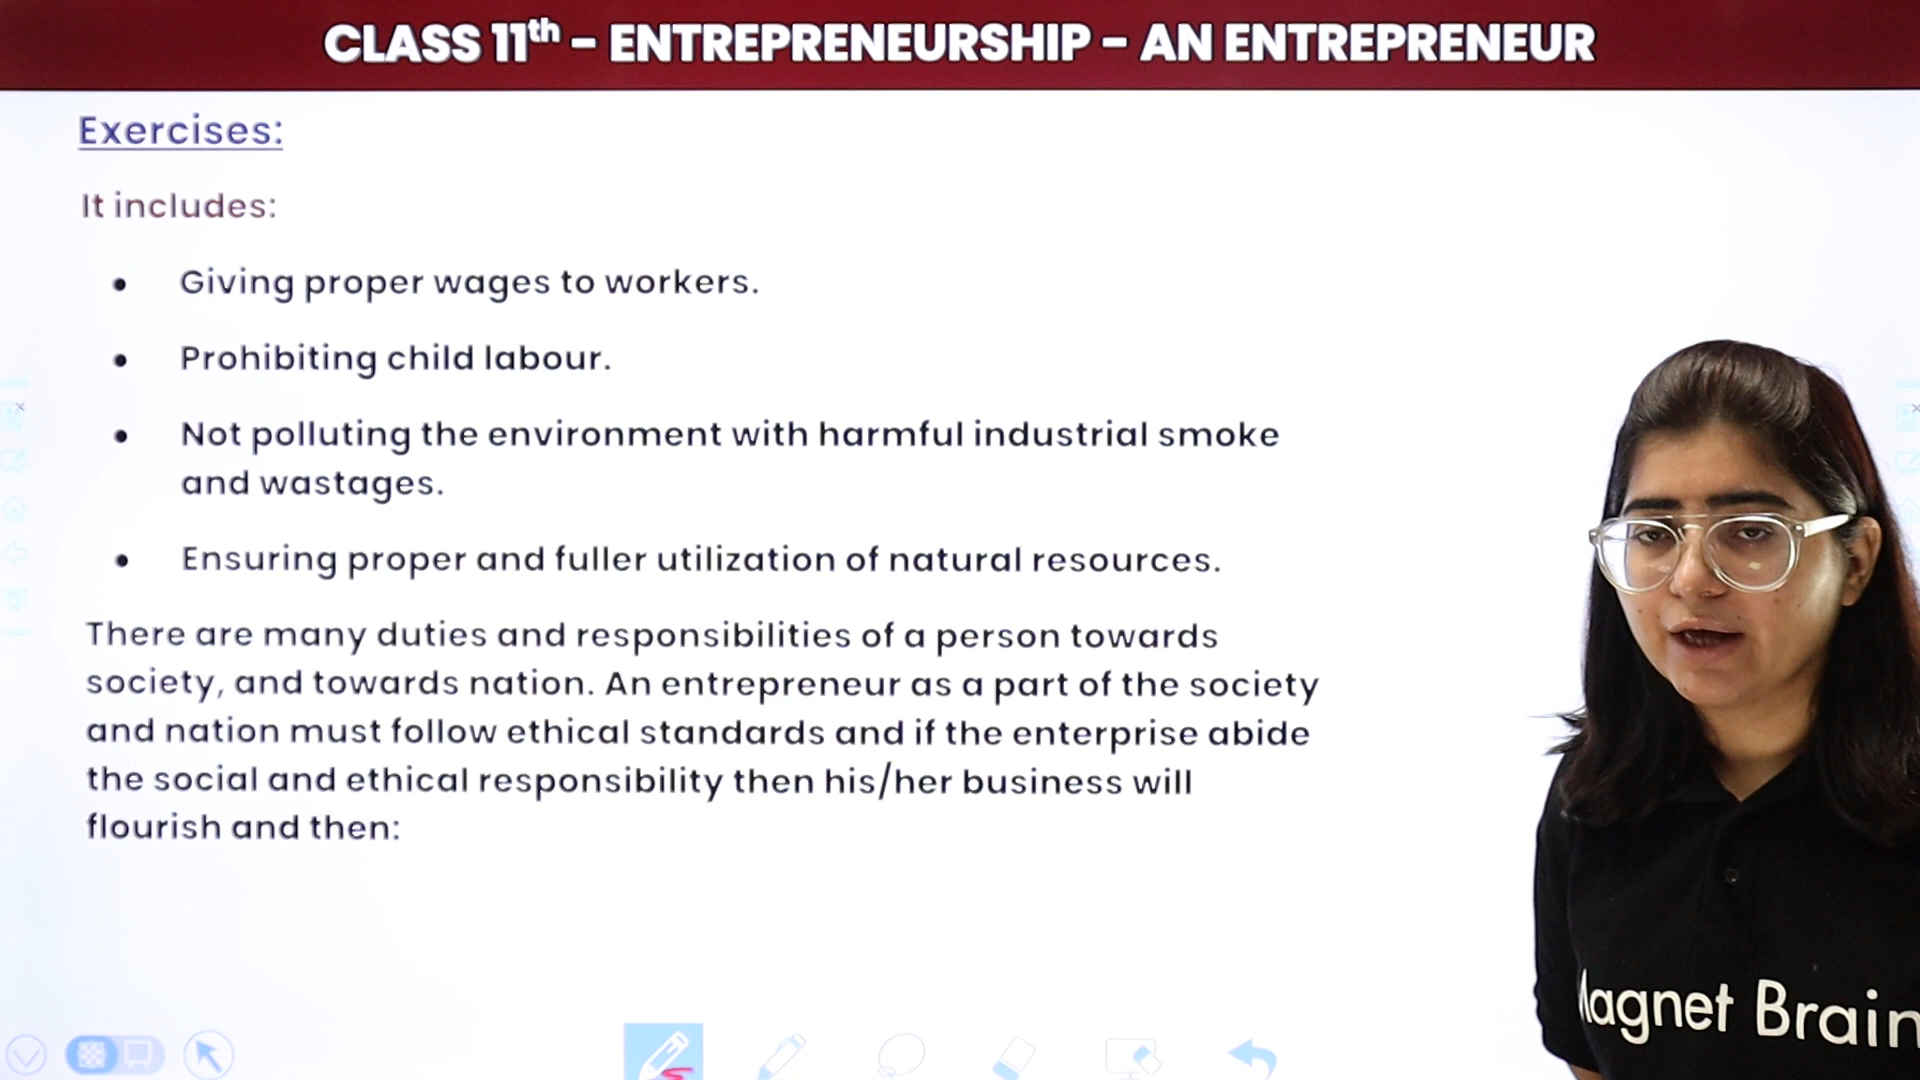 CLASS 11th - ENTREPRENEURSHIP - AN ENTREPRENEUR
Exercises:
It includes:
• Giving proper wages to workers.
• Prohibiting child labour.
• Not polluting the environment with harmful industrial smoke
and wastages.
• Ensuring proper and fuller utilization of natural resources.
There are many duties and responsibilities of a person towards
society, and towards nation. An entrepreneur as a part of the society
and nation must follow ethical standards and if the enterprise abide
the social and ethical responsibility then his/her business will
flourish and then:
Magnet Brain